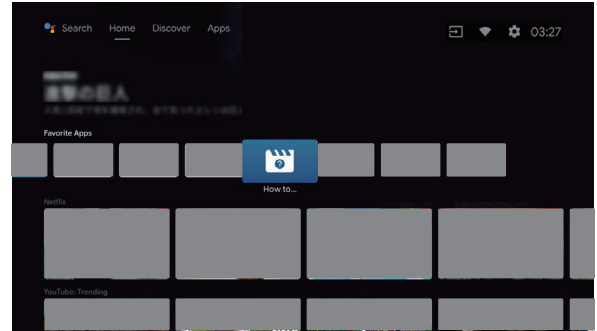 Search Home Discover Apps 03:27
進撃の巨人
Favorite Apps
How to...
Netflix
YouTube: Trending